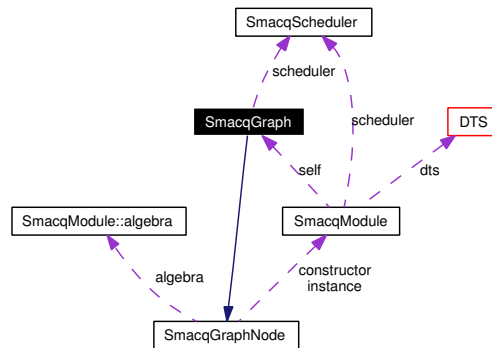 SmacqScheduler
scheduler
SmacqGraph
scheduler
DTS
self
dts
SmacqModule::algebra
SmacqModule
algebra
constructor
instance
SmacqGraphNode